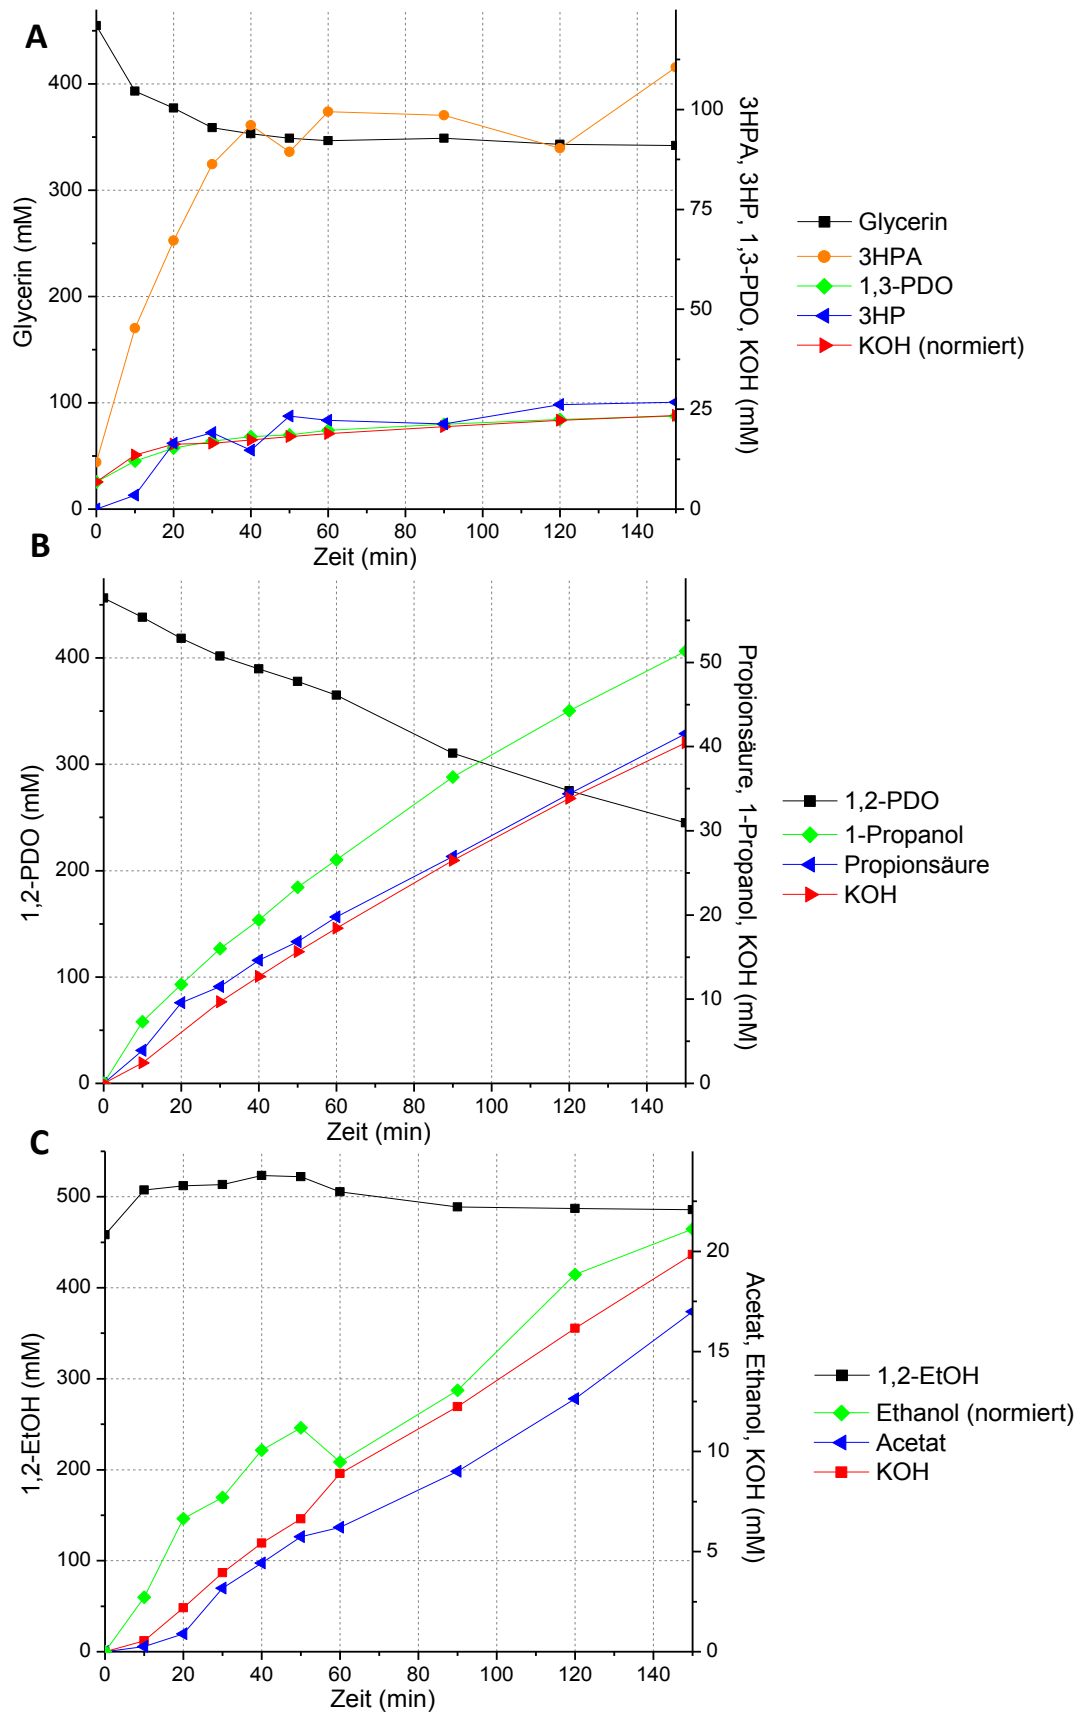 A
400
300
200
100
0
Glycerin (mM)
100
75
50
25
0
3HPA, 3HP, 1,3-PDO, KOH (mM)
0 20 40 60 80 100 120 140
Zeit (min)
Glycerin
3HPA
1,3-PDO
3HP
KOH (normiert)
B
400
300
200
100
0
1,2-PDO (mM)
50
40
30
20
10
0
Propionsäure, 1-Propanol, KOH (mM)
0 20 40 60 80 100 120 140
Zeit (min)
1,2-PDO
1-Propanol
Propionsäure
KOH
C
500
400
300
200
100
0
1,2-EtOH (mM)
20
15
10
5
0
Acetat, Ethanol, KOH (mM)
0 20 40 60 80 100 120 140
Zeit (min)
1,2-EtOH
Ethanol (normiert)
Acetat
KOH